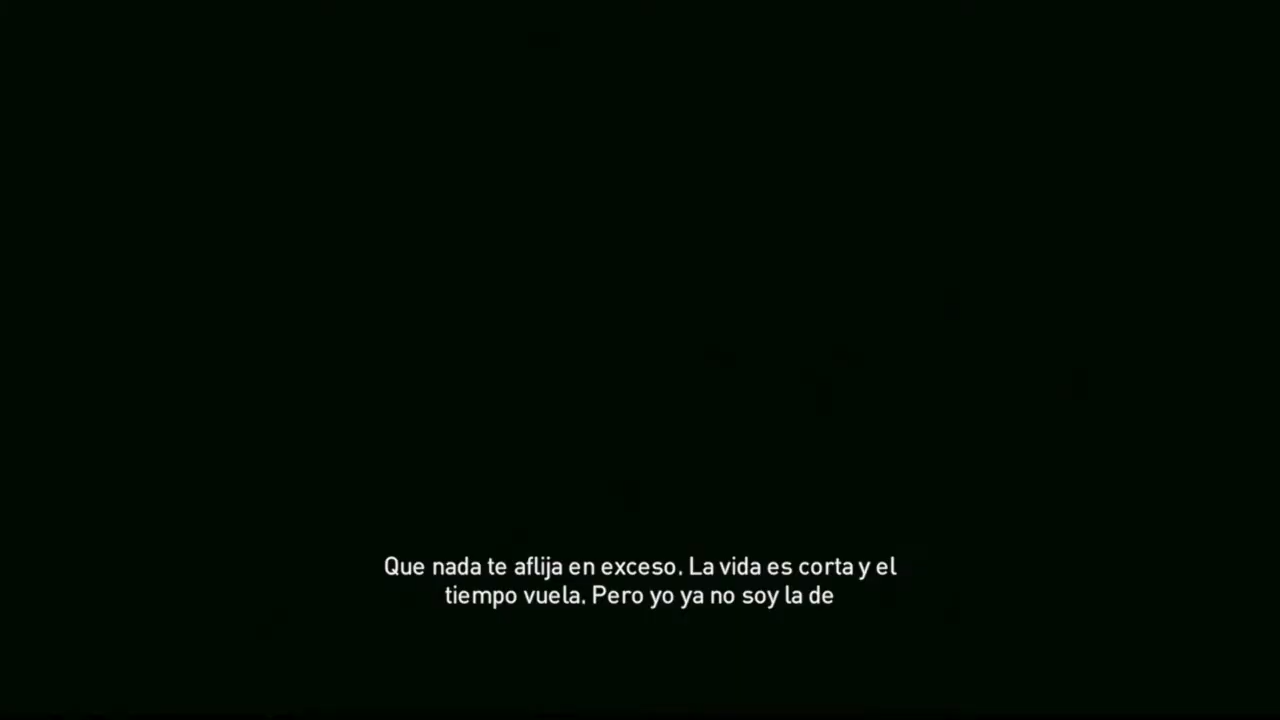 Que nada te aflija en exceso. La vida es corta y el
tiempo vuela. Pero yo ya no soy la de